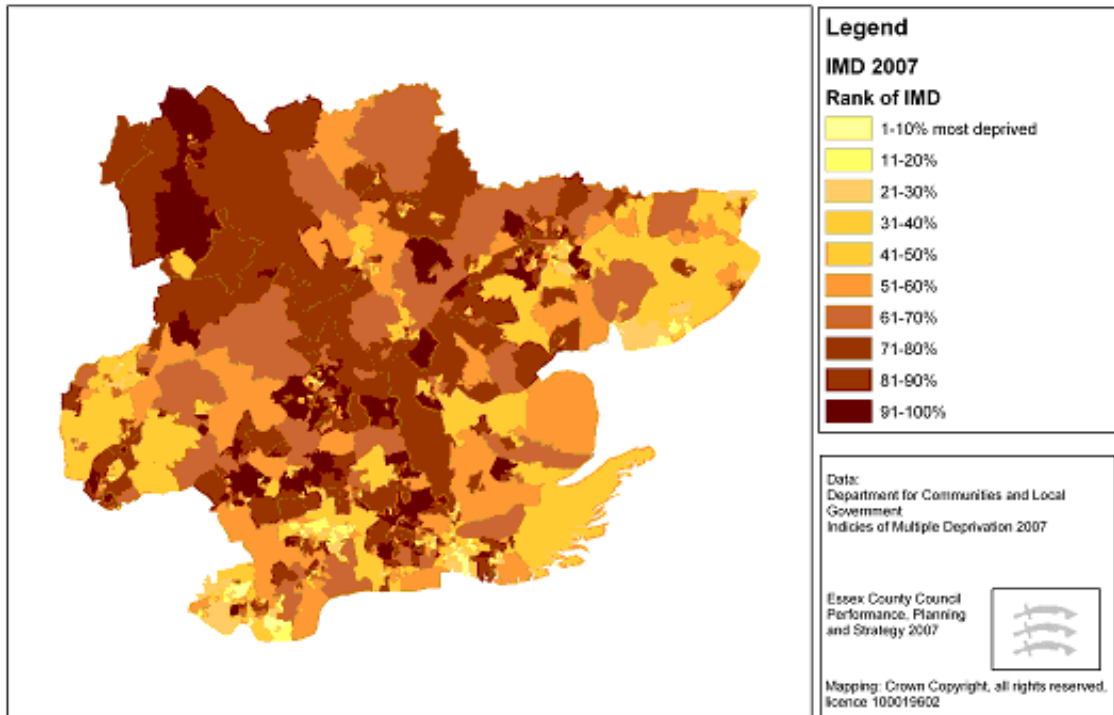 Legend
IMD 2007
Rank of IMD
1-10% most deprived
11-20%
21-30%
31-40%
41-50%
51-60%
61-70%
71-80%
81-90%
91-100%
Data:
Department for Communities and Local
Government
Indicies of Multiple Deprivation 2007
Essex County Council
Performance, Planning
and Strategy 2007
Mapping: Crown Copyright, all rights reserved,
licence 100019602